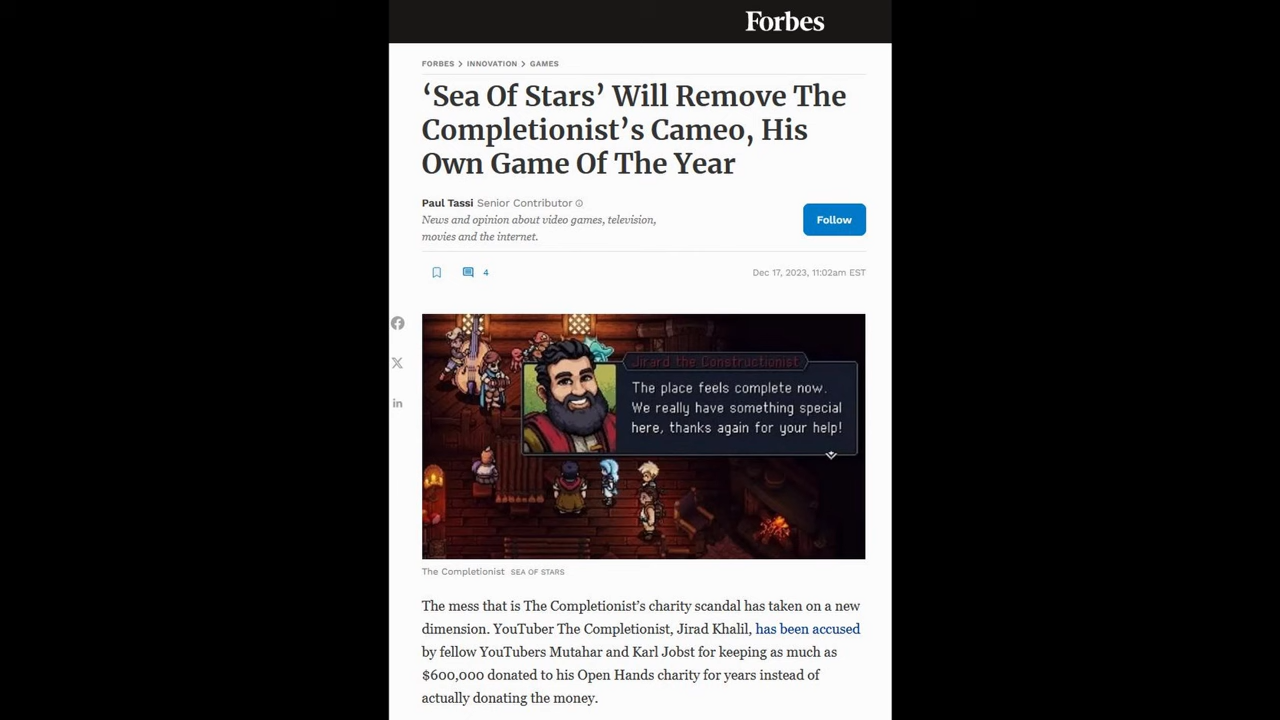 Forbes
FORBES > INNOVATION > GAMES
‘Sea Of Stars’ Will Remove The
Completionist’s Cameo, His
Own Game Of The Year
Paul Tassi Senior Contributor
News and opinion about video games, television,
movies and the internet.
Follow
4
Dec 17, 2023, 11:02am EST
Jirard the Constructionist
The place feels complete now.
We really have something special
here, thanks again for your help!
The Completionist SEA OF STARS
The mess that is The Completionist’s charity scandal has taken on a new
dimension. YouTuber The Completionist, Jirad Khalil, has been accused
by fellow YouTubers Mutahar and Karl Jobst for keeping as much as
$600,000 donated to his Open Hands charity for years instead of
actually donating the money.